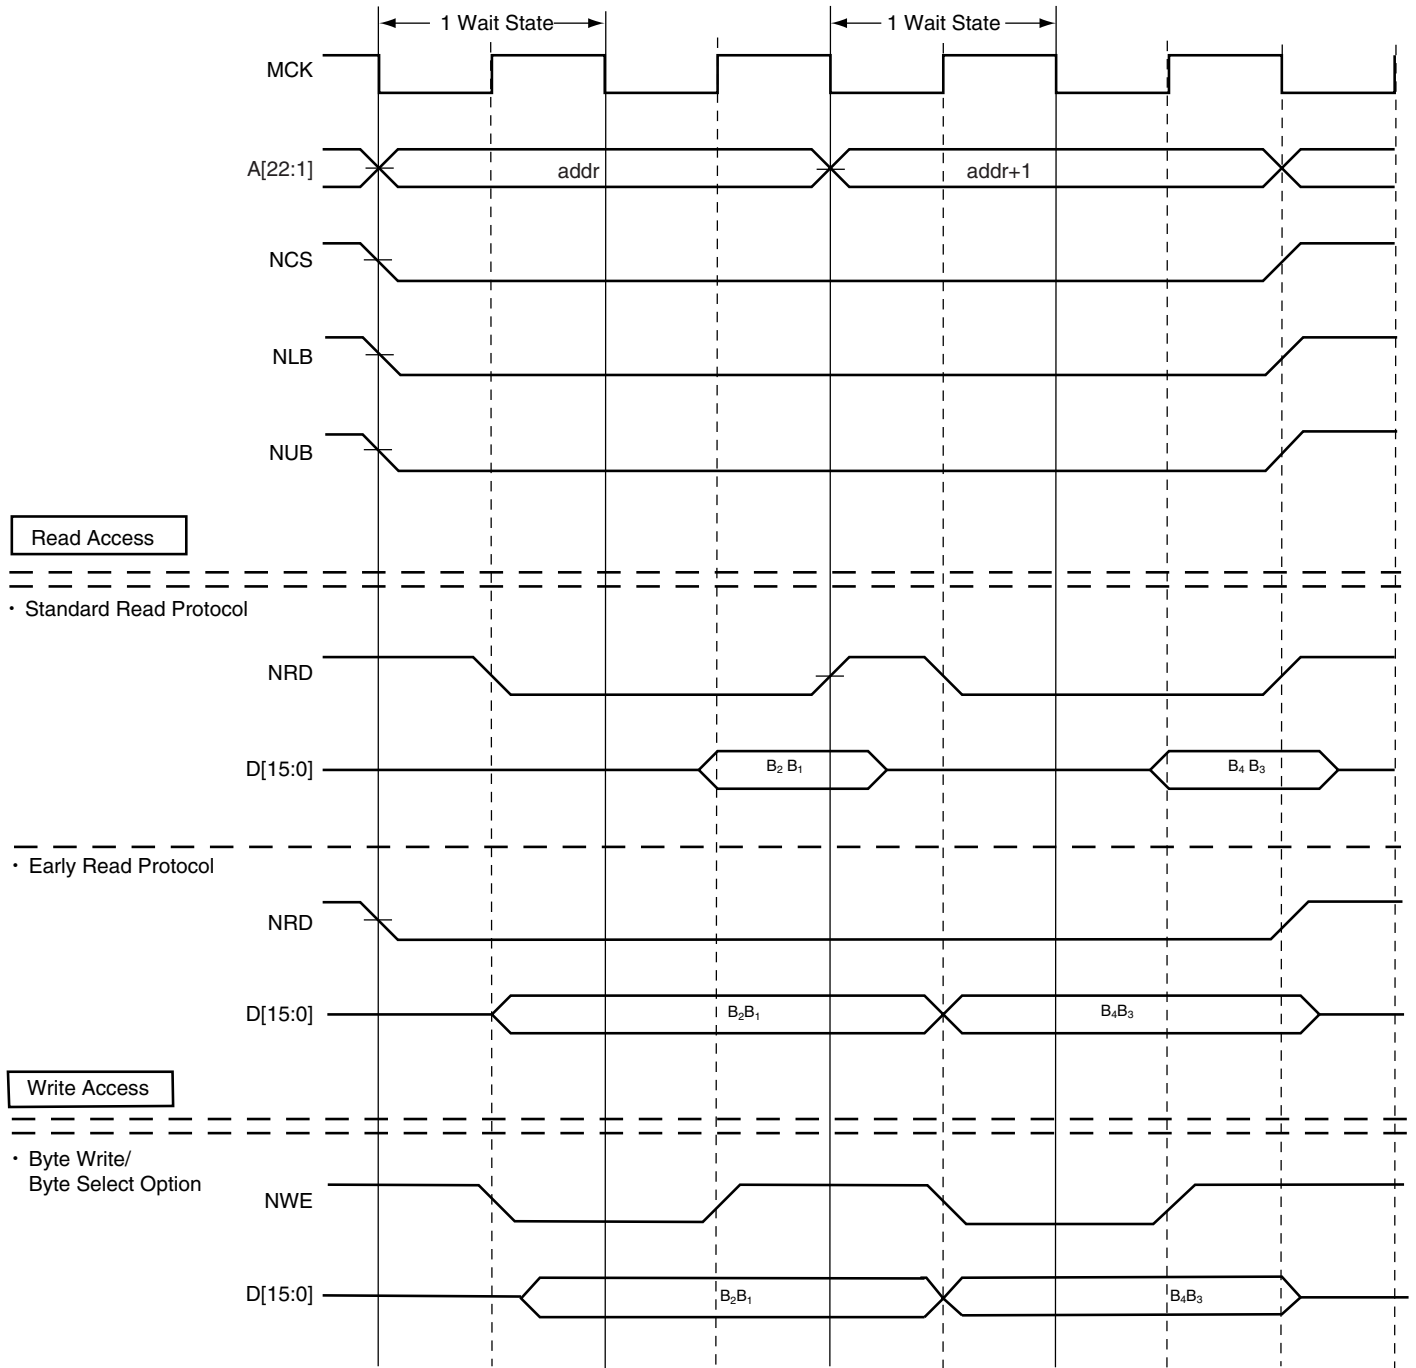 1 Wait State
1 Wait State
MCK
A[22:1]
addr
addr+1
NCS
NLB
NUB
Read Access
· Standard Read Protocol
NRD
D[15:0]
B₂ B₁
B₄ B₃
· Early Read Protocol
NRD
D[15:0]
B₂B₁
B₄B₃
Write Access
· Byte Write/
Byte Select Option
NWE
D[15:0]
B₂B₁
B₄B₃